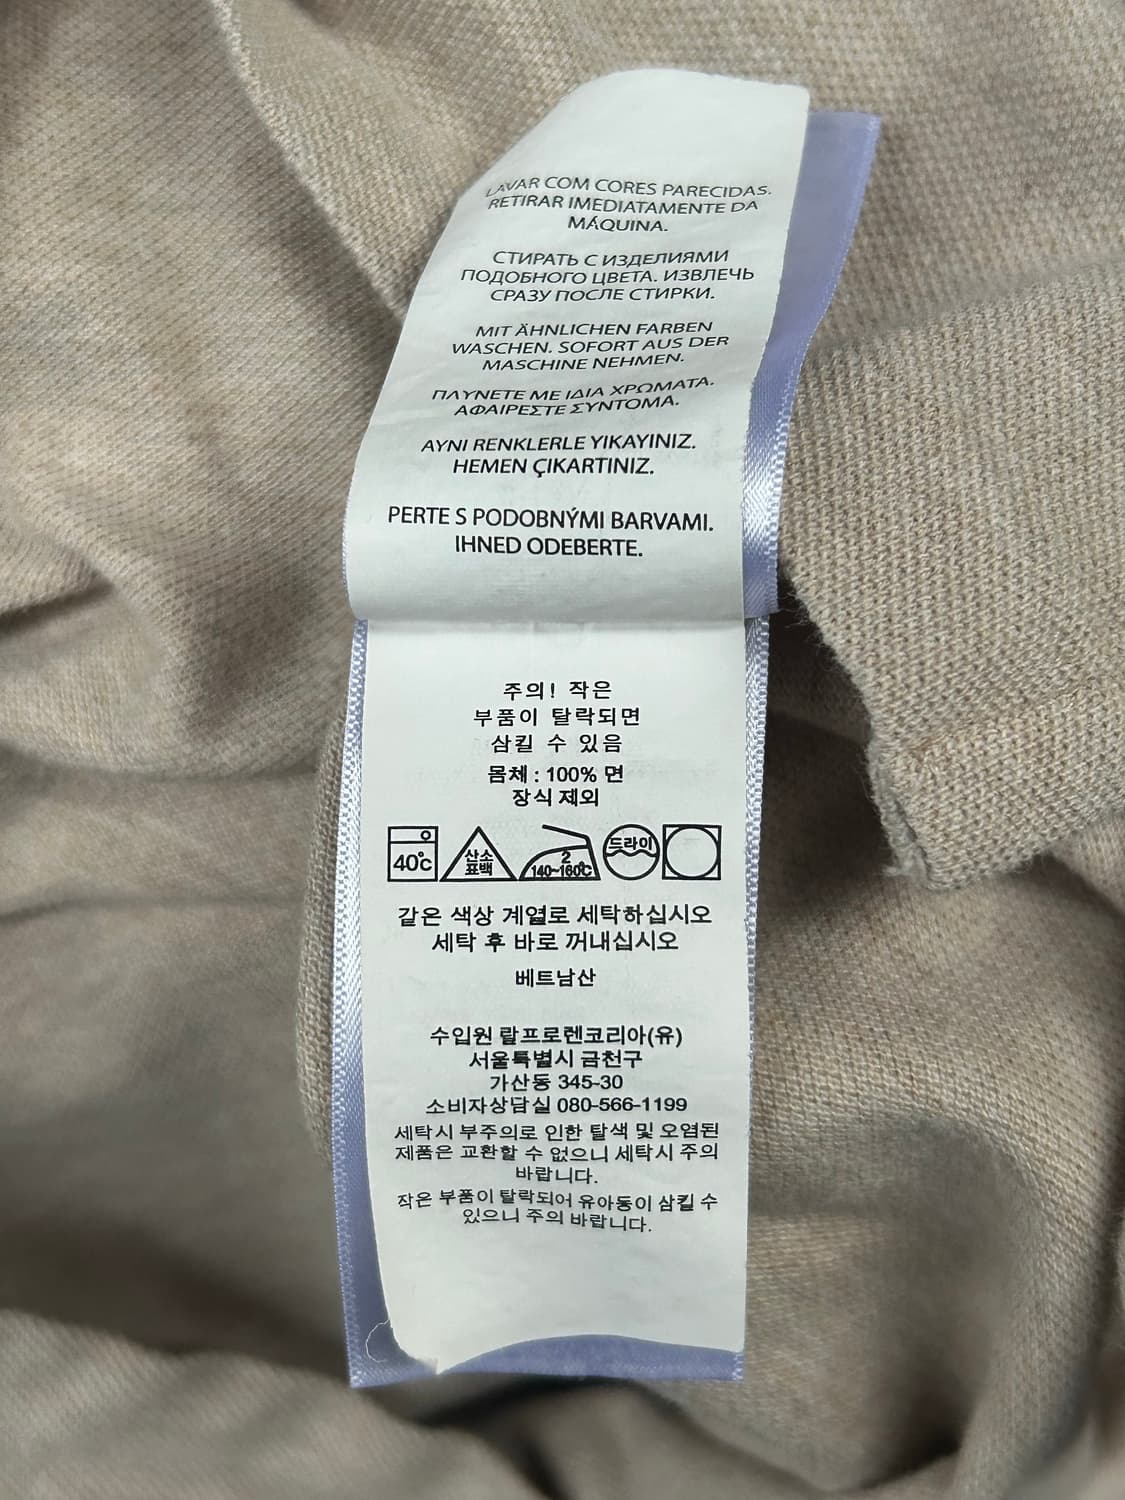 LAVAR COM CORES PARECIDAS.
RETIRAR IMEDIATAMENTE DA
MÁQUINA.
СТИРАТЬ С ИЗДЕЛИЯМИ
ПОДОБНОГО ЦВЕТА. ИЗВЛЕЧЬ
СРАЗУ ПОСЛЕ СТИРКИ.
MIT ÄHNLICHEN FARBEN
WASCHEN. SOFORT AUS DER
MASCHINE NEHMEN.
ΠΛΥΝΕΤΕ ΜΕ ΙΔΙΑ ΧΡΩΜΑΤΑ.
ΑΦΑΙΡΕΣΤΕ ΣΥΝΤΟΜΑ.
AYNI RENKLERLE YIKAYINIZ.
HEMEN ÇIKARTINIZ.
PERTE S PODOBNÝMI BARVAMI.
IHNED ODEBERTE.
주의! 작은
부품이 탈락되면
삼킬 수 있음
몸체 : 100% 면
장식 제외
40℃ 산소 표백 2 140~160℃ 드라이
같은 색상 계열로 세탁하십시오
세탁 후 바로 꺼내십시오
베트남산
수입원 랄프로렌코리아(유)
서울특별시 금천구
가산동 345-30
소비자상담실 080-566-1199
세탁시 부주의로 인한 탈색 및 오염된
제품은 교환할 수 없으니 세탁시 주의
바랍니다.
작은 부품이 탈락되어 유아동이 삼킬 수
있으니 주의 바랍니다.